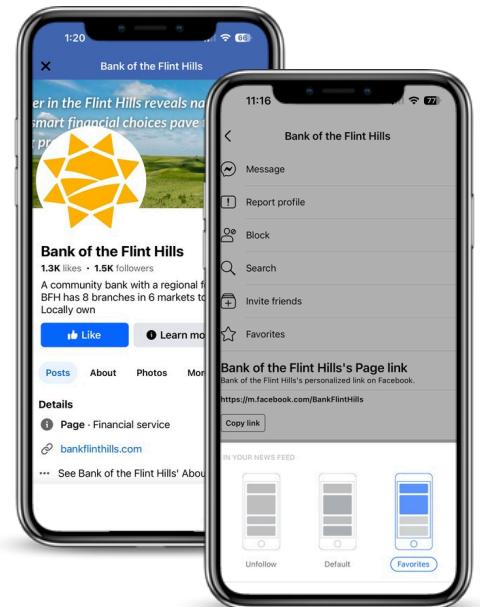 1:20
66
Bank of the Flint Hills
er in the Flint Hills reveals
smart financial choices pave
1:16
77
Bank of the Flint Hills
Message
Report profile
Block
Search
Invite friends
Favorites
Bank of the Flint Hills's Page link
Bank of the Flint Hills's personalized link on Facebook.
https://m.facebook.com/BankFlintHills
Copy link
IN YOUR NEWS FEED
Unfollow
Default
Favorites
Bank of the Flint Hills
1.3K likes • 1.5K followers
A community bank with a regional
BFH has 8 branches in 6 markets
Locally own
Like
Learn mo
Posts
About
Photos
Mor
Details
Page · Financial service
bankflinthills.com
See Bank of the Flint Hills' Abou